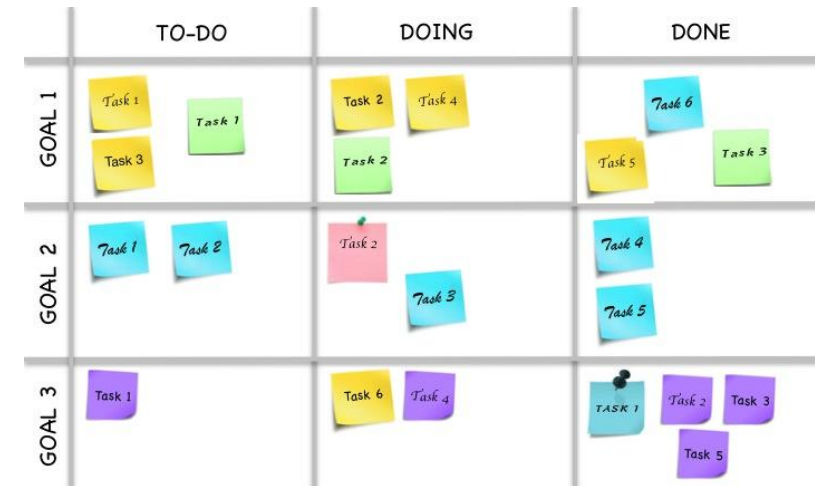 TO-DO
DOING
DONE
GOAL 1
Task 1
Task 1
Task 3
Task 2
Task 4
Task 2
Task 6
Task 5
Task 3
GOAL 2
Task 1
Task 2
Task 2
Task 3
Task 4
Task 5
GOAL 3
Task 1
Task 6
Task 4
TASK 1
Task 2
Task 3
Task 5